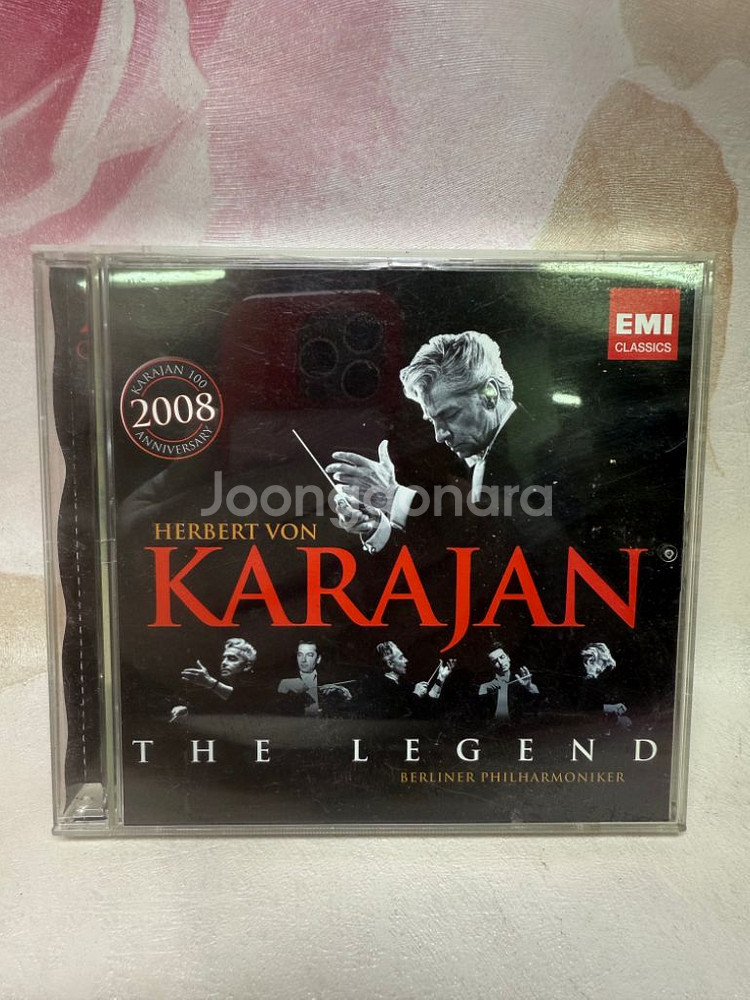 EMI
CLASSICS
KARAJAN 100
2008
ANNIVERSARY
Joongonara
HERBERT VON
KARAJAN
THE LEGEND
BERLINER PHILHARMONIKER